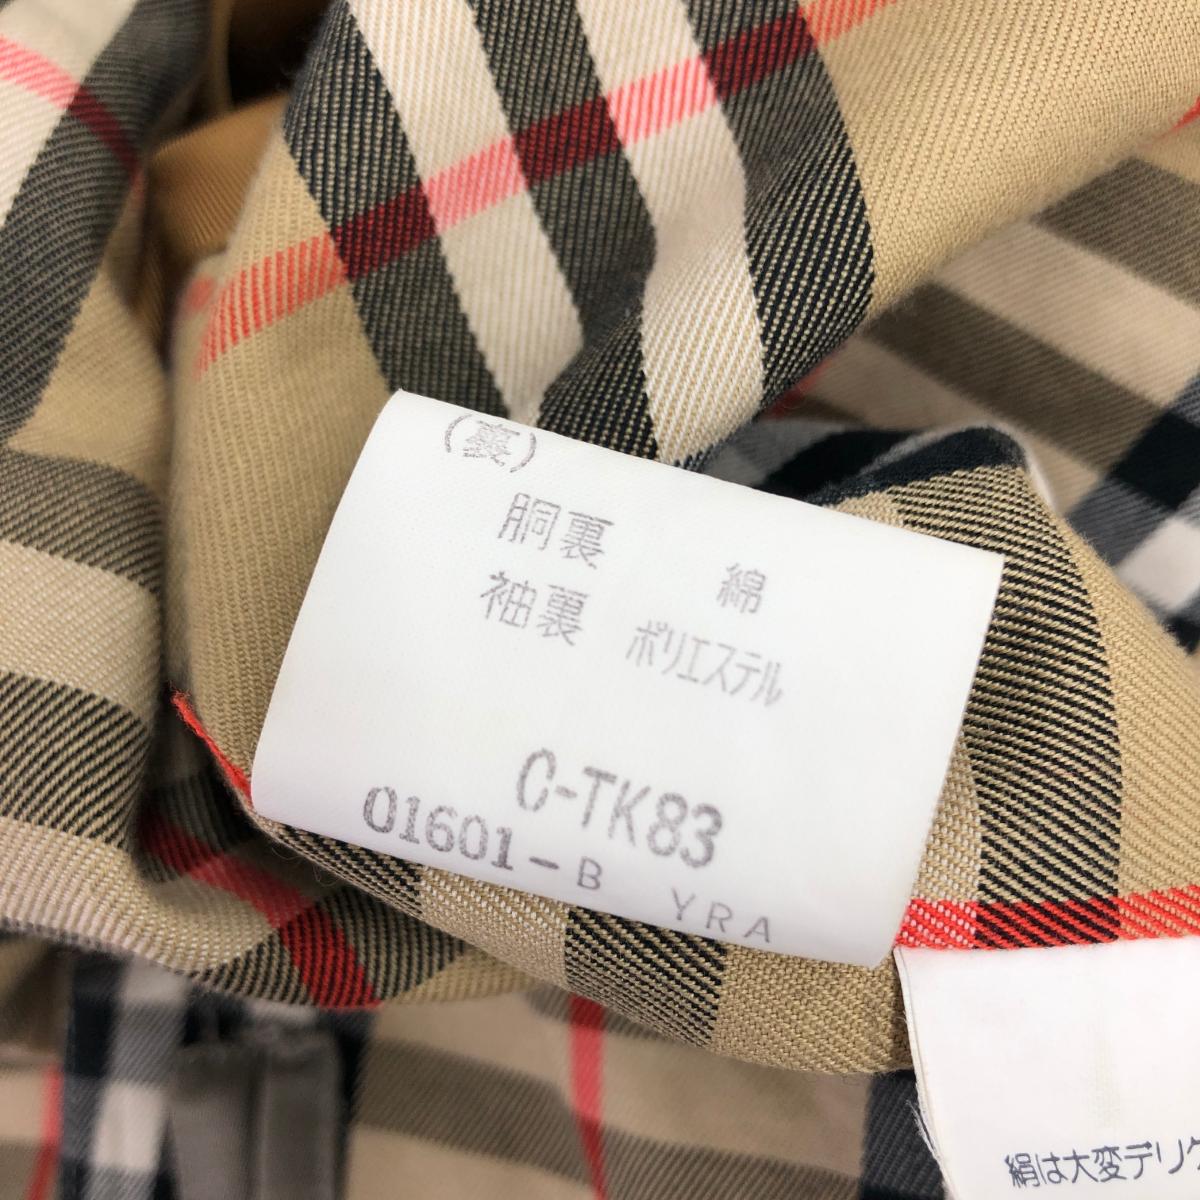 (裏)
胴裏 綿
袖裏 ポリエステル
C-TK83
01601-B YRA
絹は大変デリケ